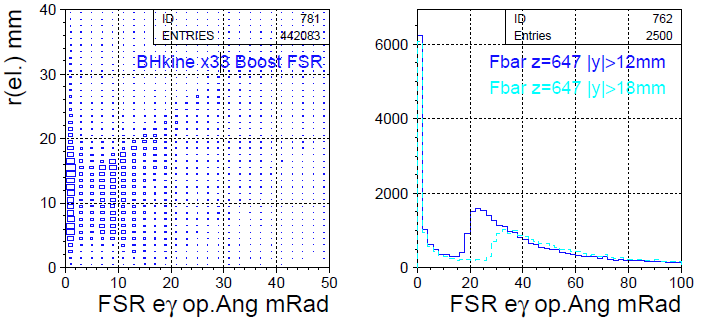 ID 781
ENTRIES 442083
BHkine x33 Boost FSR
r(el.) mm
40
30
20
10
0
0 10 20 30 40 50
FSR eγ op.Ang mRad
ID 762
Entries 2500
Fbar z=647 |y|>12mm
Fbar z=647 |y|>18mm
6000
4000
2000
0
0 20 40 60 80 100
FSR eγ op.Ang mRad